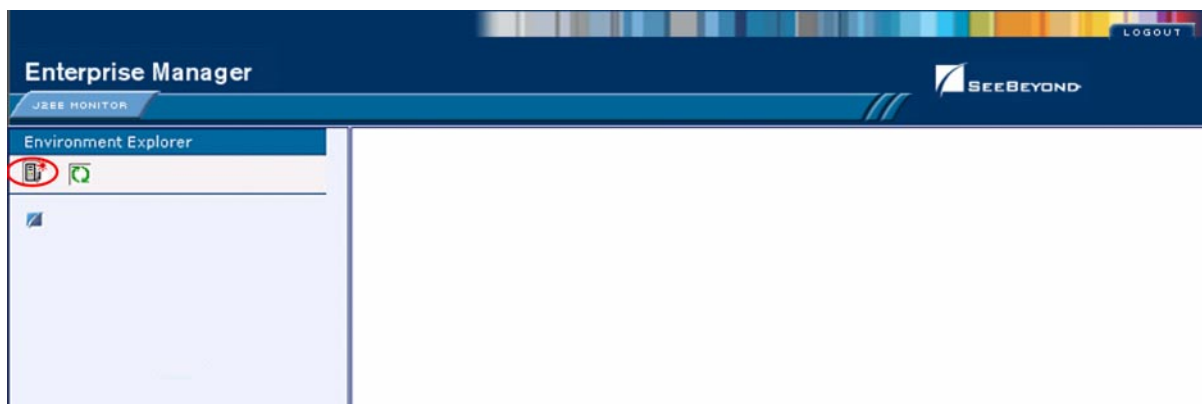 LOGOUT
Enterprise Manager
SEEBEYOND
J2EE MONITOR
Environment Explorer